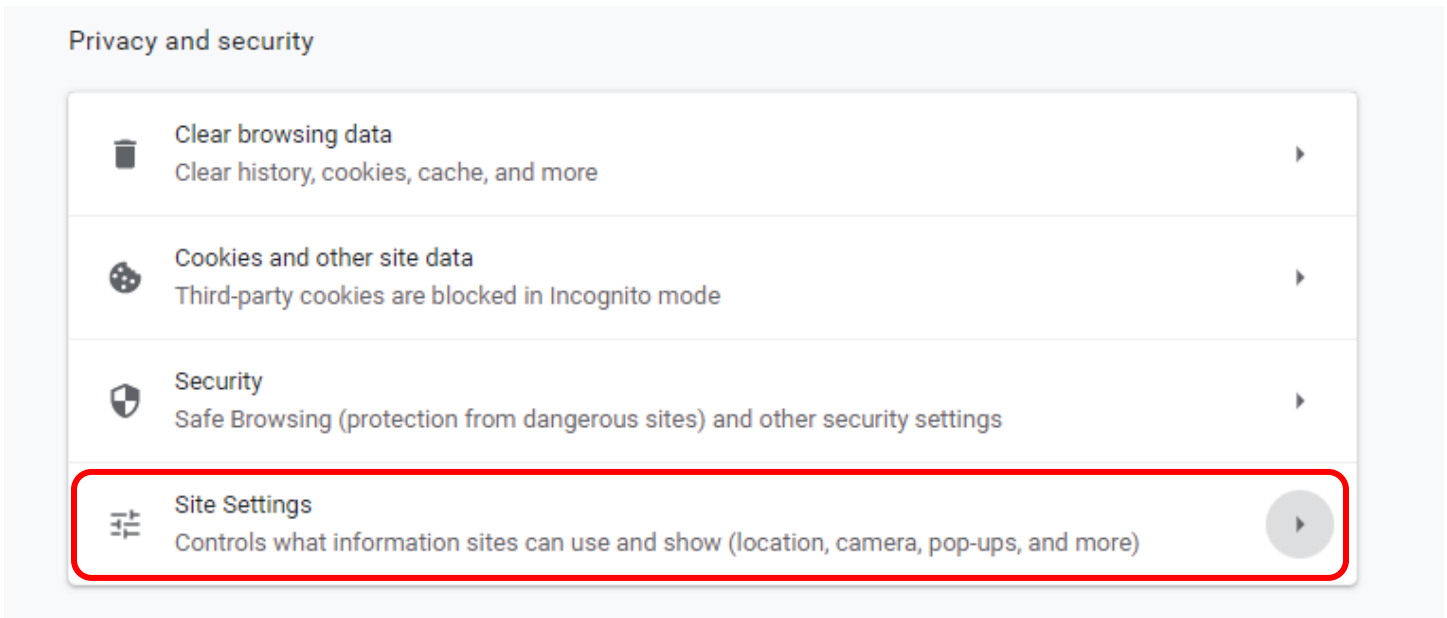 Privacy and security
Clear browsing data
Clear history, cookies, cache, and more
Cookies and other site data
Third-party cookies are blocked in Incognito mode
Security
Safe Browsing (protection from dangerous sites) and other security settings
Site Settings
Controls what information sites can use and show (location, camera, pop-ups, and more)